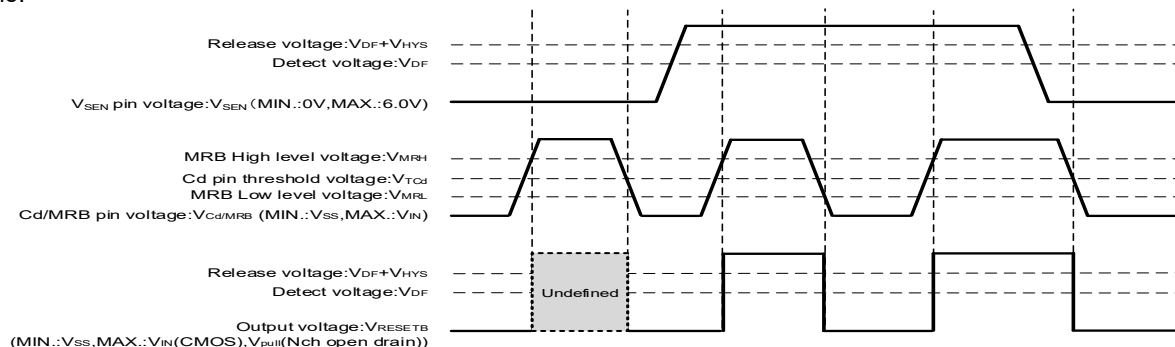 Release voltage:VDF+VHYS
Detect voltage:VDF
VSEN pin voltage:VSEN(MIN.:0V,MAX.:6.0V)
MRB High level voltage:VMRH
Cd pin threshold voltage:VTCd
MRB Low level voltage:VMRL
Cd/MRB pin voltage:VCd/MRB (MIN.:VSS,MAX.:VIN)
Release voltage:VDF+VHYS
Detect voltage:VDF
Undefined
Output voltage:VRESETB
(MIN.:VSS,MAX.:VIN(CMOS),Vpull(Nch open drain))